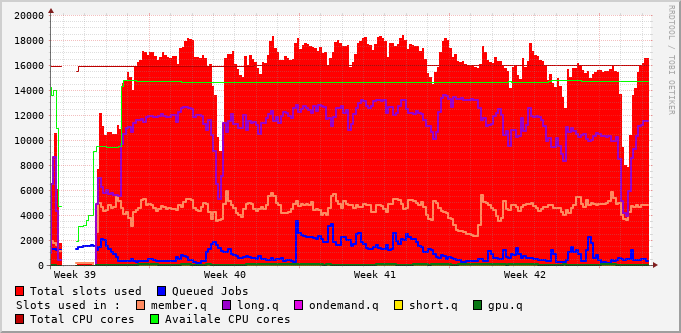 20000
18000
16000
14000
12000
10000
8000
6000
4000
2000
0
Week 39 Week 40 Week 41 Week 42
Total slots used Queued Jobs
Slots used in : member.q long.q ondemand.q short.q gpu.q
Total CPU cores Availale CPU cores
RRDTOOL / TOBI OETIKER